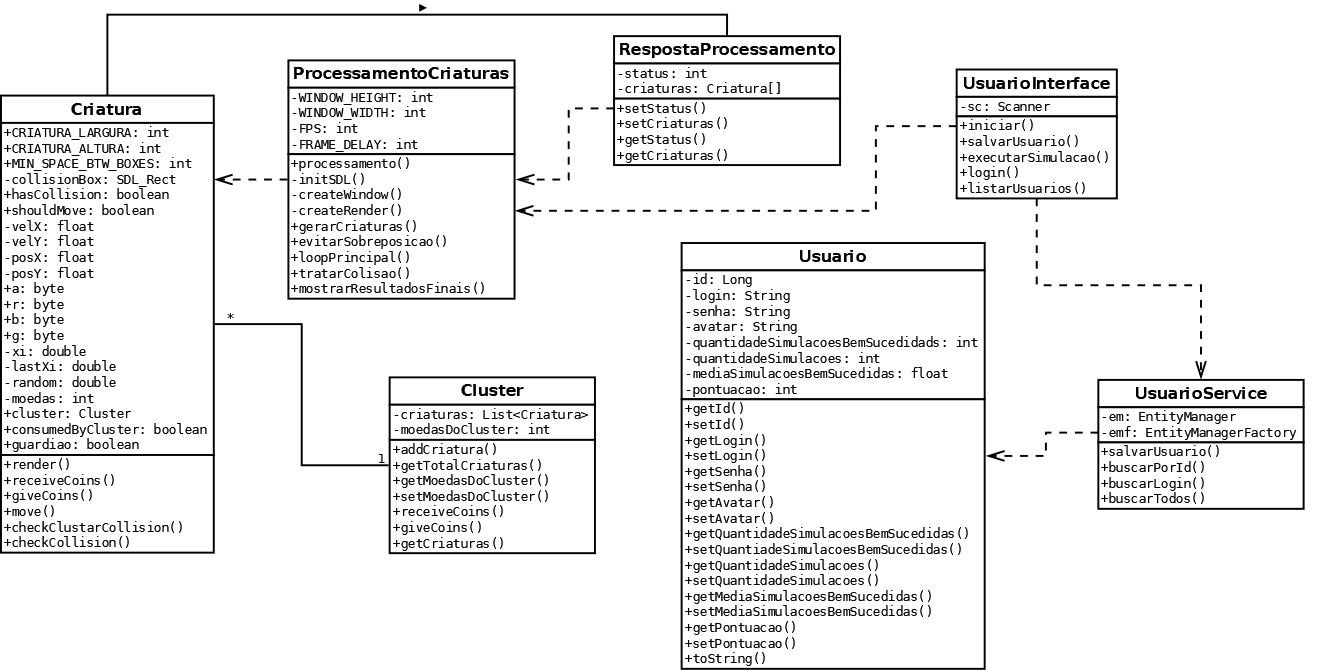 Criatura
+CRIATURA_LARGURA: int
+CRIATURA_ALTURA: int
+MIN_SPACE_BTW_BOXES: int
-collisionBox: SDL_Rect
+hasCollision: boolean
+shouldMove: boolean
-velX: float
-velY: float
-posX: float
-posY: float
+a: byte
+r: byte
+b: byte
+g: byte
-xi: double
-lastXi: double
-random: double
-moedas: int
+cluster: Cluster
+consumedByCluster: boolean
+guardiao: boolean
+render()
+receiveCoins()
+giveCoins()
+move()
+checkClustarCollision()
+checkCollision()
ProcessamentoCriaturas
-WINDOW_HEIGHT: int
-WINDOW_WIDTH: int
-FPS: int
-FRAME_DELAY: int
+processamento()
-initSDL()
-createWindow()
-createRender()
+gerarCriaturas()
+evitarSobreposicao()
+loopPrincipal()
+tratarColisao()
+mostrarResultadosFinais()
RespostaProcessamento
-status: int
-criaturas: Criatura[]
+setStatus()
+setCriaturas()
+getStatus()
+getCriaturas()
UsuarioInterface
-sc: Scanner
+iniciar()
+salvarUsuario()
+executarSimulacao()
+login()
+listarUsuarios()
*
1
Cluster
-criaturas: List<Criatura>
-moedasDoCluster: int
+addCriatura()
+getTotalCriaturas()
+getMoedasDoCluster()
+setMoedasDoCluster()
+receiveCoins()
+giveCoins()
+getCriaturas()
Usuario
-id: Long
-login: String
-senha: String
-avatar: String
-quantidadeSimulacoesBemSucedidads: int
-quantidadeSimulacoes: int
-mediaSimulacoesBemSucedidas: float
-pontuacao: int
+getId()
+setId()
+getLogin()
+setLogin()
+getSenha()
+setSenha()
+getAvatar()
+setAvatar()
+getQuantidadeSimulacoesBemSucedidas()
+setQuantiadeSimulacoesBemSucedidas()
+getQuantidadeSimulacoes()
+setQuantidadeSimulacoes()
+getMediaSimulacoesBemSucedidas()
+setMediaSimulacoesBemSucedidas()
+getPontuacao()
+setPontuacao()
+toString()
UsuarioService
-em: EntityManager
-emf: EntityManagerFactory
+salvarUsuario()
+buscarPorId()
+buscarLogin()
+buscarTodos()